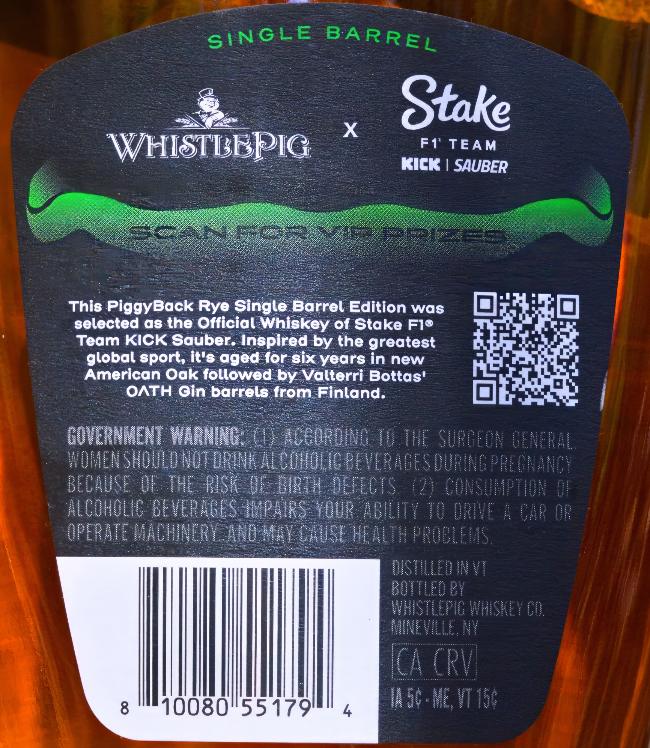 SINGLE BARREL
WHISTLEPIG X Stake
F1® TEAM
KICK | SAUBER
SCAN FOR VIP PRIZES
This PiggyBack Rye Single Barrel Edition was
selected as the Official Whiskey of Stake F1®
Team KICK Sauber. Inspired by the greatest
global sport, it's aged for six years in new
American Oak followed by Valterri Bottas'
OATH Gin barrels from Finland.
GOVERNMENT WARNING: (1) ACCORDING TO THE SURGEON GENERAL,
WOMEN SHOULD NOT DRINK ALCOHOLIC BEVERAGES DURING PREGNANCY
BECAUSE OF THE RISK OF BIRTH DEFECTS. (2) CONSUMPTION OF
ALCOHOLIC BEVERAGES IMPAIRS YOUR ABILITY TO DRIVE A CAR OR
OPERATE MACHINERY, AND MAY CAUSE HEALTH PROBLEMS.
DISTILLED IN VT
BOTTLED BY
WHISTLEPIG WHISKEY CO.
MINEVILLE, NY
CA CRV
IA 5¢ - ME, VT 15¢
8 10080 55179 4